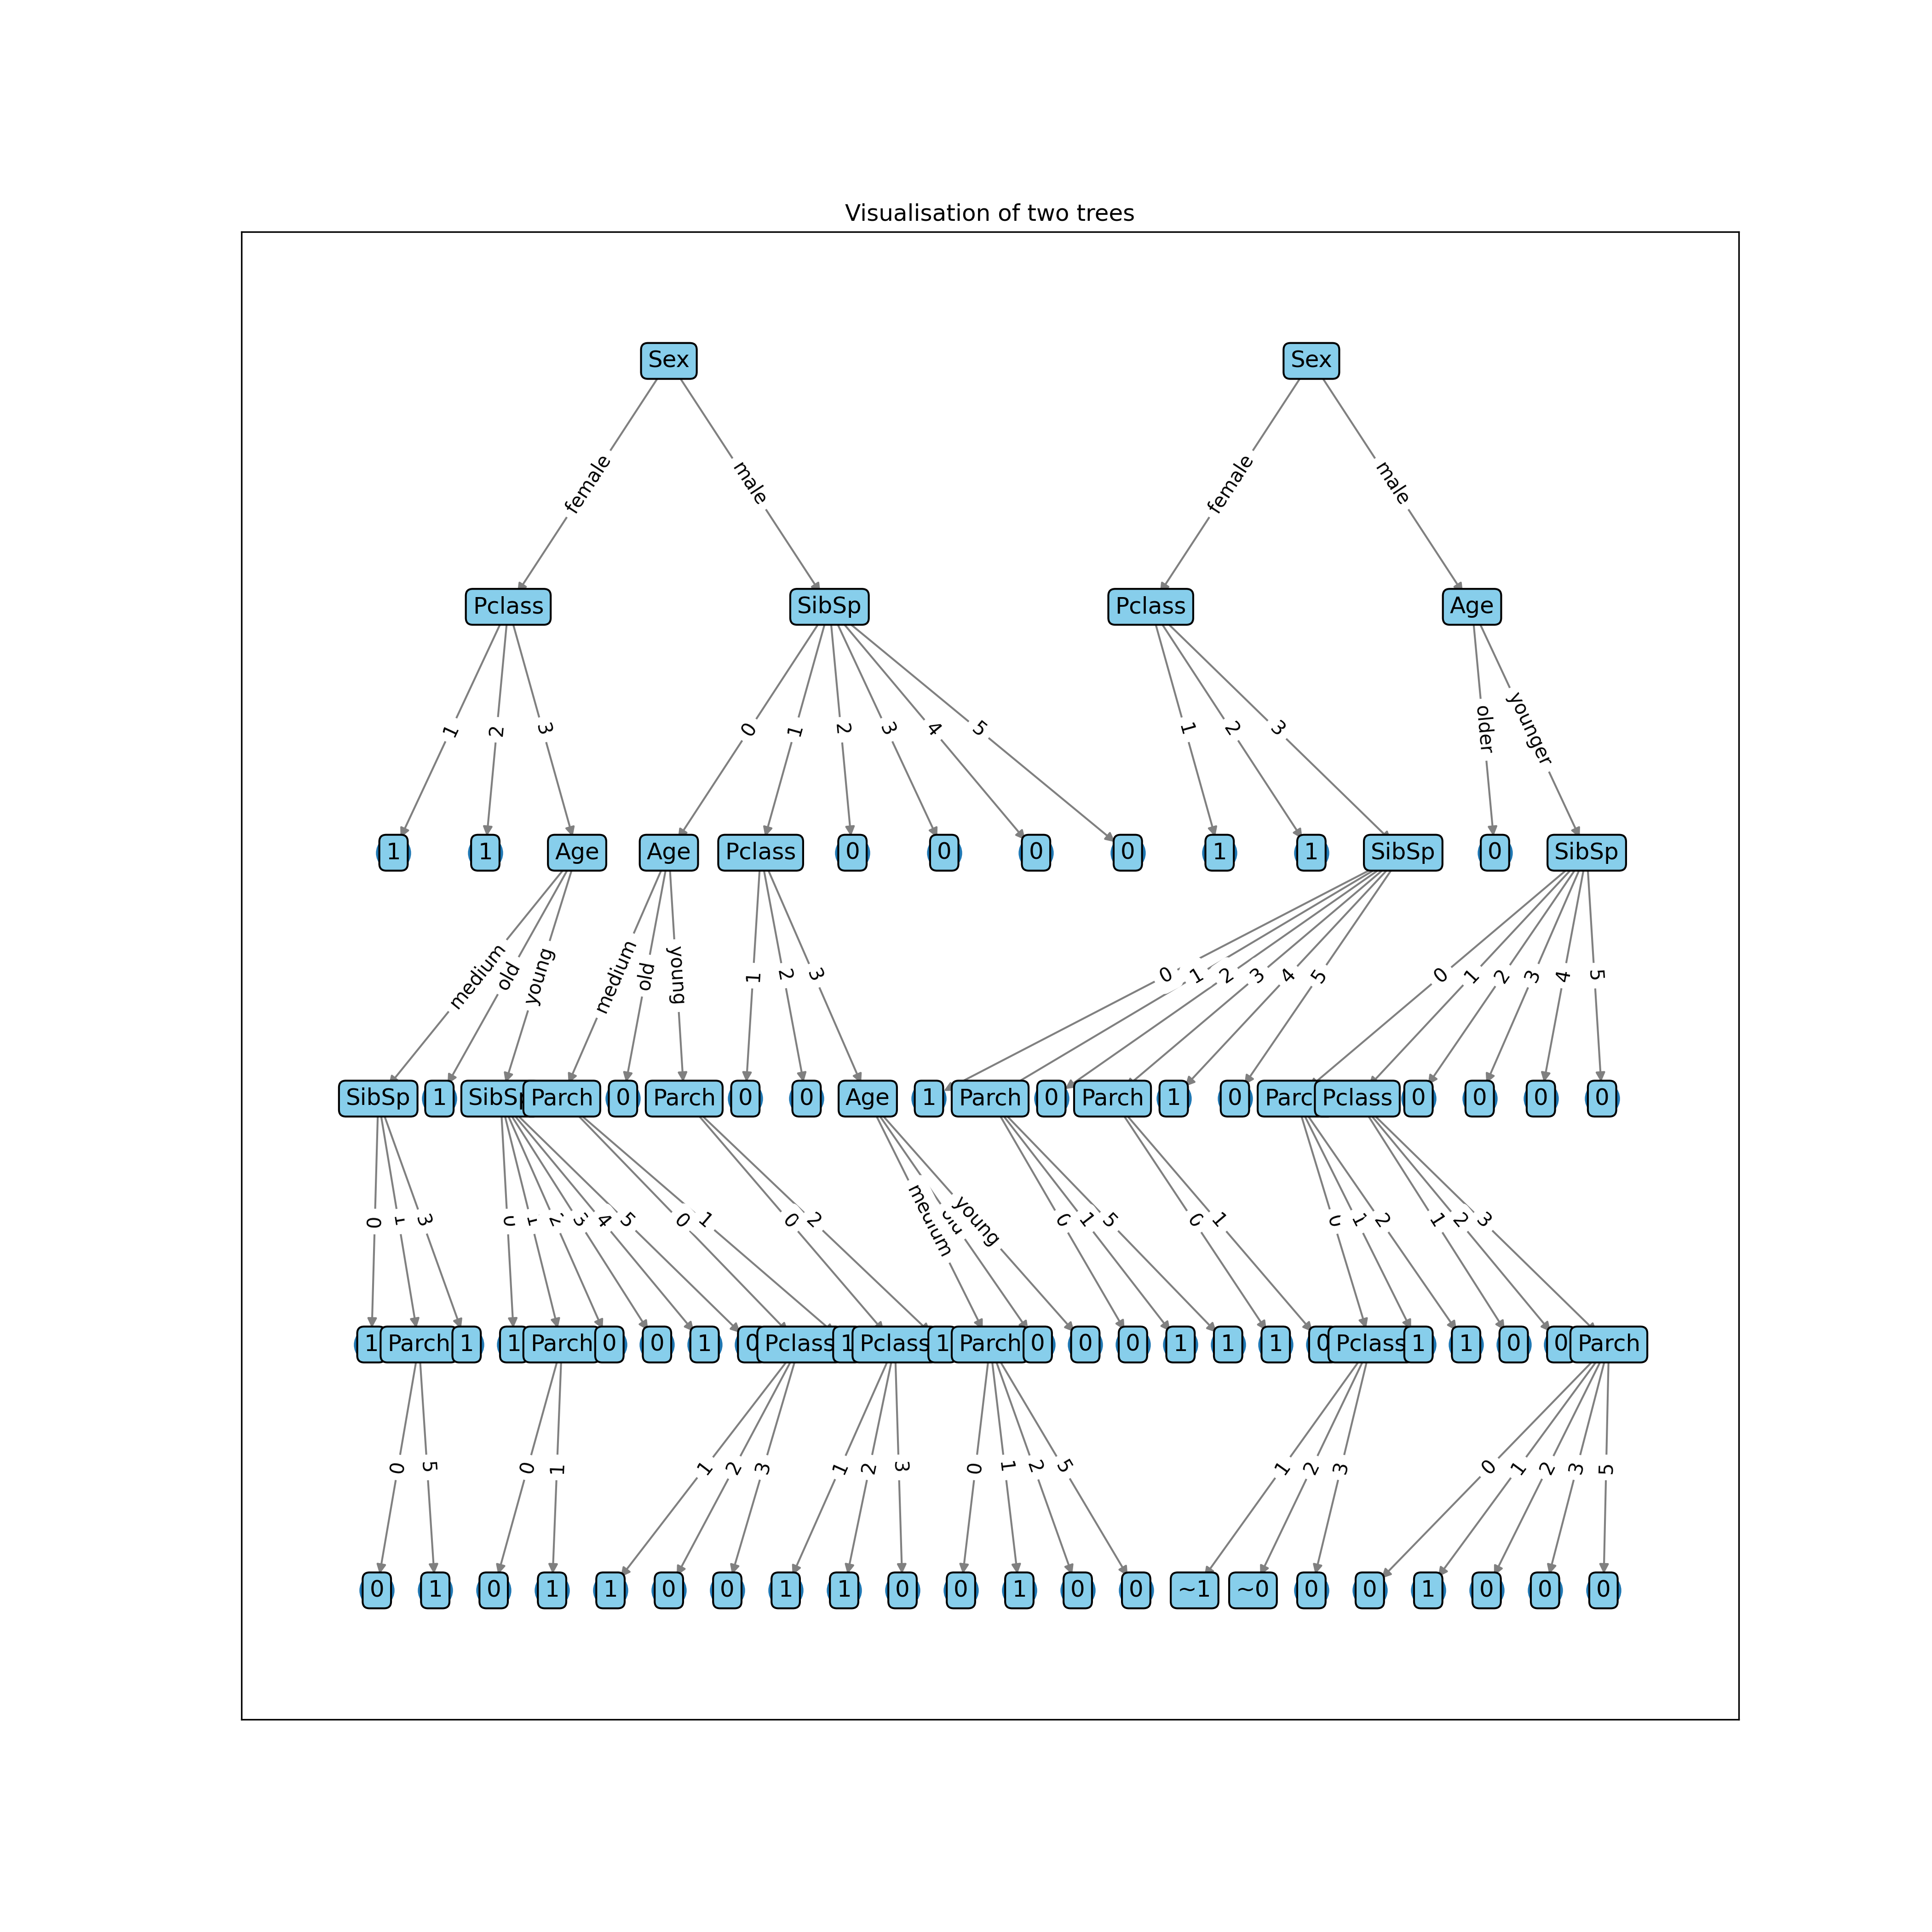 Visualisation of two trees
Sex Sex
female male female male
Pclass SibSp Pclass Age
1 2 3 0 1 2 3 4 5 1 2 3 older younger
1 1 Age Age Pclass 0 0 0 0 1 1 SibSp 0 SibSp
medium old young medium old young 1 2 3 0 1 2 3 4 5 0 1 2 3 4 5
SibSp 1 SibSp Parch 0 Parch 0 0 Age 1 Parch 0 Parch 1 0 Parch Pclass 0 0 0 0
0 1 3 0 1 2 3 4 5 0 1 0 2 medium young 0 1 5 0 1 0 1 2 1 2 3
1 Parch 1 1 Parch 0 0 1 0 Pclass 1 Pclass 1 Parch 0 0 0 1 1 1 0 Pclass 1 1 0 0 Parch
0 5 0 1 1 2 3 1 2 3 0 1 2 5 1 2 3 0 1 2 3 5
0 1 0 1 1 0 0 1 1 0 0 1 0 0 ~1 ~0 0 0 1 0 0 0